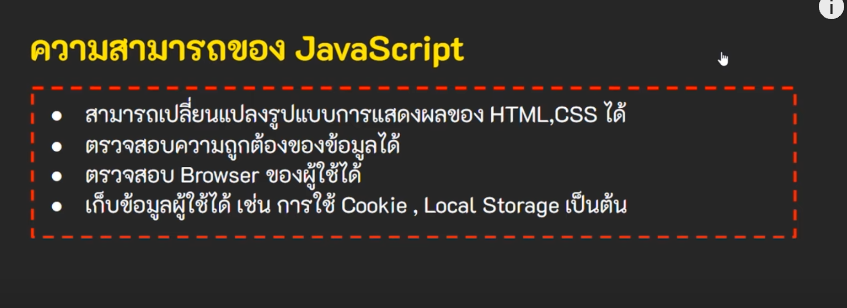 ความสามารถของ JavaScript
● สามารถเปลี่ยนแปลงรูปแบบการแสดงผลของ HTML,CSS ได้
● ตรวจสอบความถูกต้องของข้อมูลได้
● ตรวจสอบ Browser ของผู้ใช้ได้
● เก็บข้อมูลผู้ใช้ได้ เช่น การใช้ Cookie , Local Storage เป็นต้น